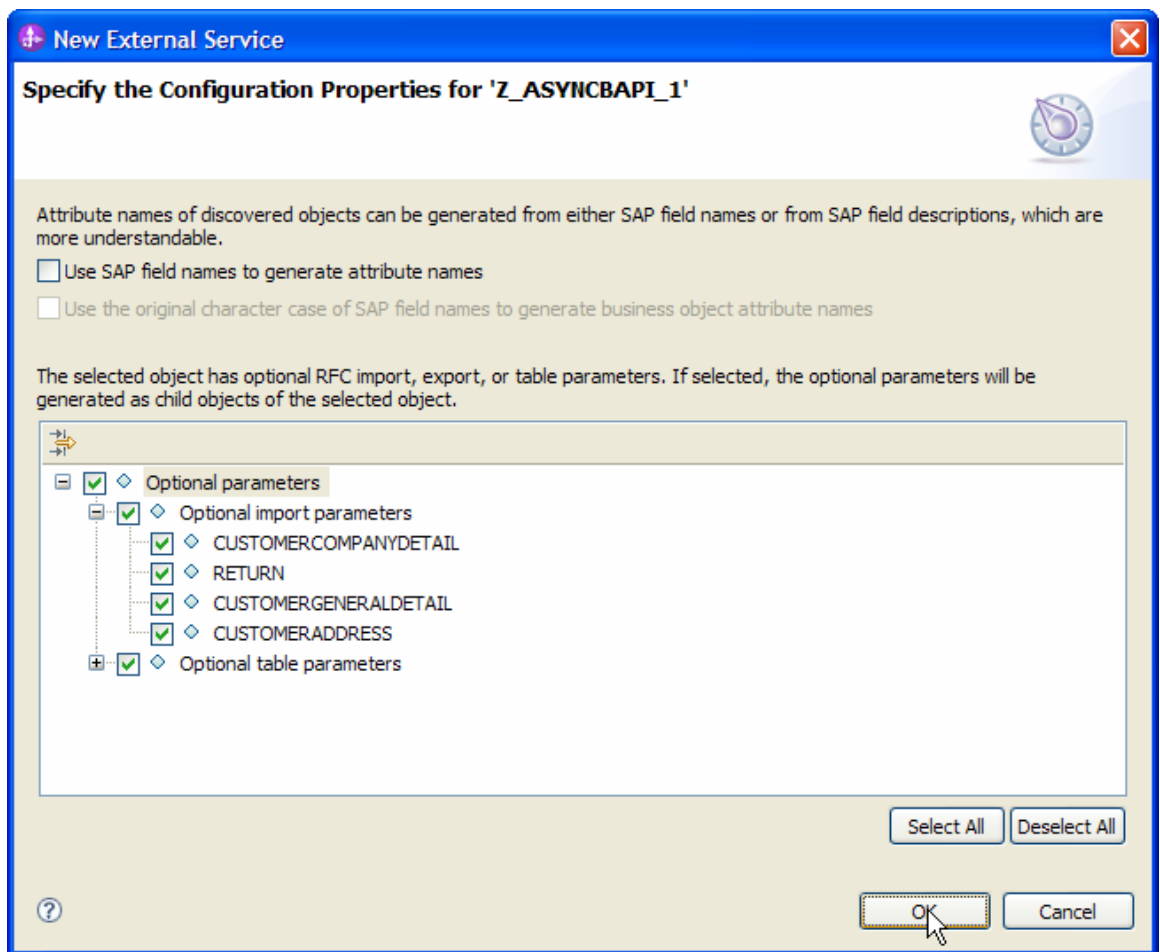 New External Service
Specify the Configuration Properties for 'Z_ASYNCBAPI_1'
Attribute names of discovered objects can be generated from either SAP field names or from SAP field descriptions, which are
more understandable.
Use SAP field names to generate attribute names
Use the original character case of SAP field names to generate business object attribute names
The selected object has optional RFC import, export, or table parameters. If selected, the optional parameters will be
generated as child objects of the selected object.
Optional parameters
Optional import parameters
CUSTOMERCOMPANYDETAIL
RETURN
CUSTOMERGENERALDETAIL
CUSTOMERADDRESS
Optional table parameters
Select All Deselect All
OK Cancel